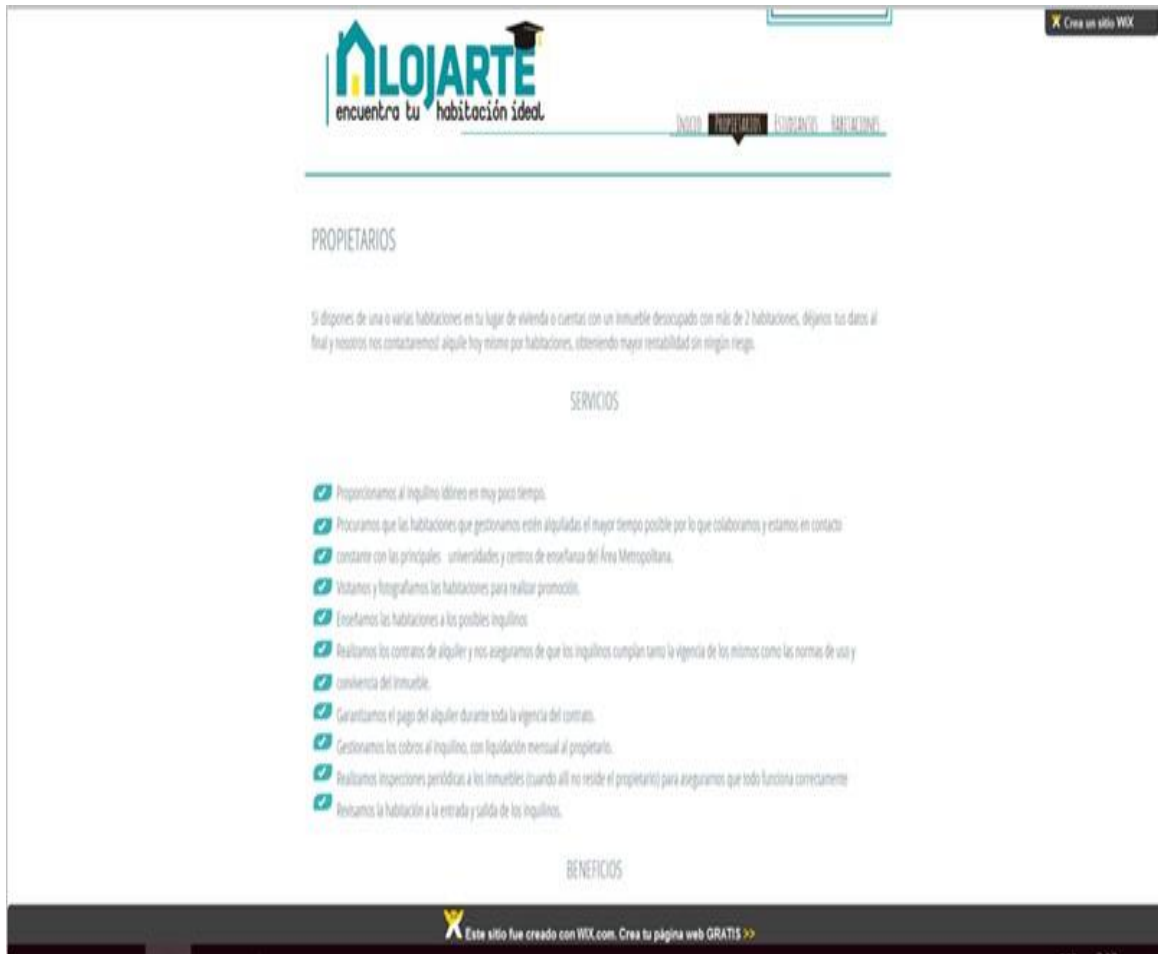 Crea un sitio WIX
ALOJARTE
encuentra tu habitación ideal
INICIO PROPIETARIOS ESTUDIANTES HABITACIONES
PROPIETARIOS
Si dispones de una o varias habitaciones en tu lugar de vivienda o cuentas con un inmueble desocupado con más de 2 habitaciones, déjanos tus datos al
final y nosotros nos contactaremos! alquile hoy mismo por habitaciones, obteniendo mayor rentabilidad sin ningún riesgo.
SERVICIOS
Proporcionamos al inquilino idóneo en muy poco tiempo.
Procuramos que las habitaciones que gestionamos estén alquiladas el mayor tiempo posible por lo que colaboramos y estamos en contacto
constante con las principales universidades y centros de enseñanza del Área Metropolitana.
Visitamos y fotografiamos las habitaciones para realizar promoción.
Enseñamos las habitaciones a los posibles inquilinos
Realizamos los contratos de alquiler y nos aseguramos de que los inquilinos cumplan tanto la vigencia de los mismos como las normas de uso y
convivencia del inmueble.
Garantizamos el pago del alquiler durante toda la vigencia del contrato.
Gestionamos los cobros al inquilino, con liquidación mensual al propietario.
Realizamos inspecciones periódicas a los inmuebles (cuando allí no reside el propietario) para asegurarnos que todo funciona correctamente
Revisamos la habitación a la entrada y salida de los inquilinos.
BENEFICIOS
Este sitio fue creado con WIX.com. Crea tu página web GRATIS >>